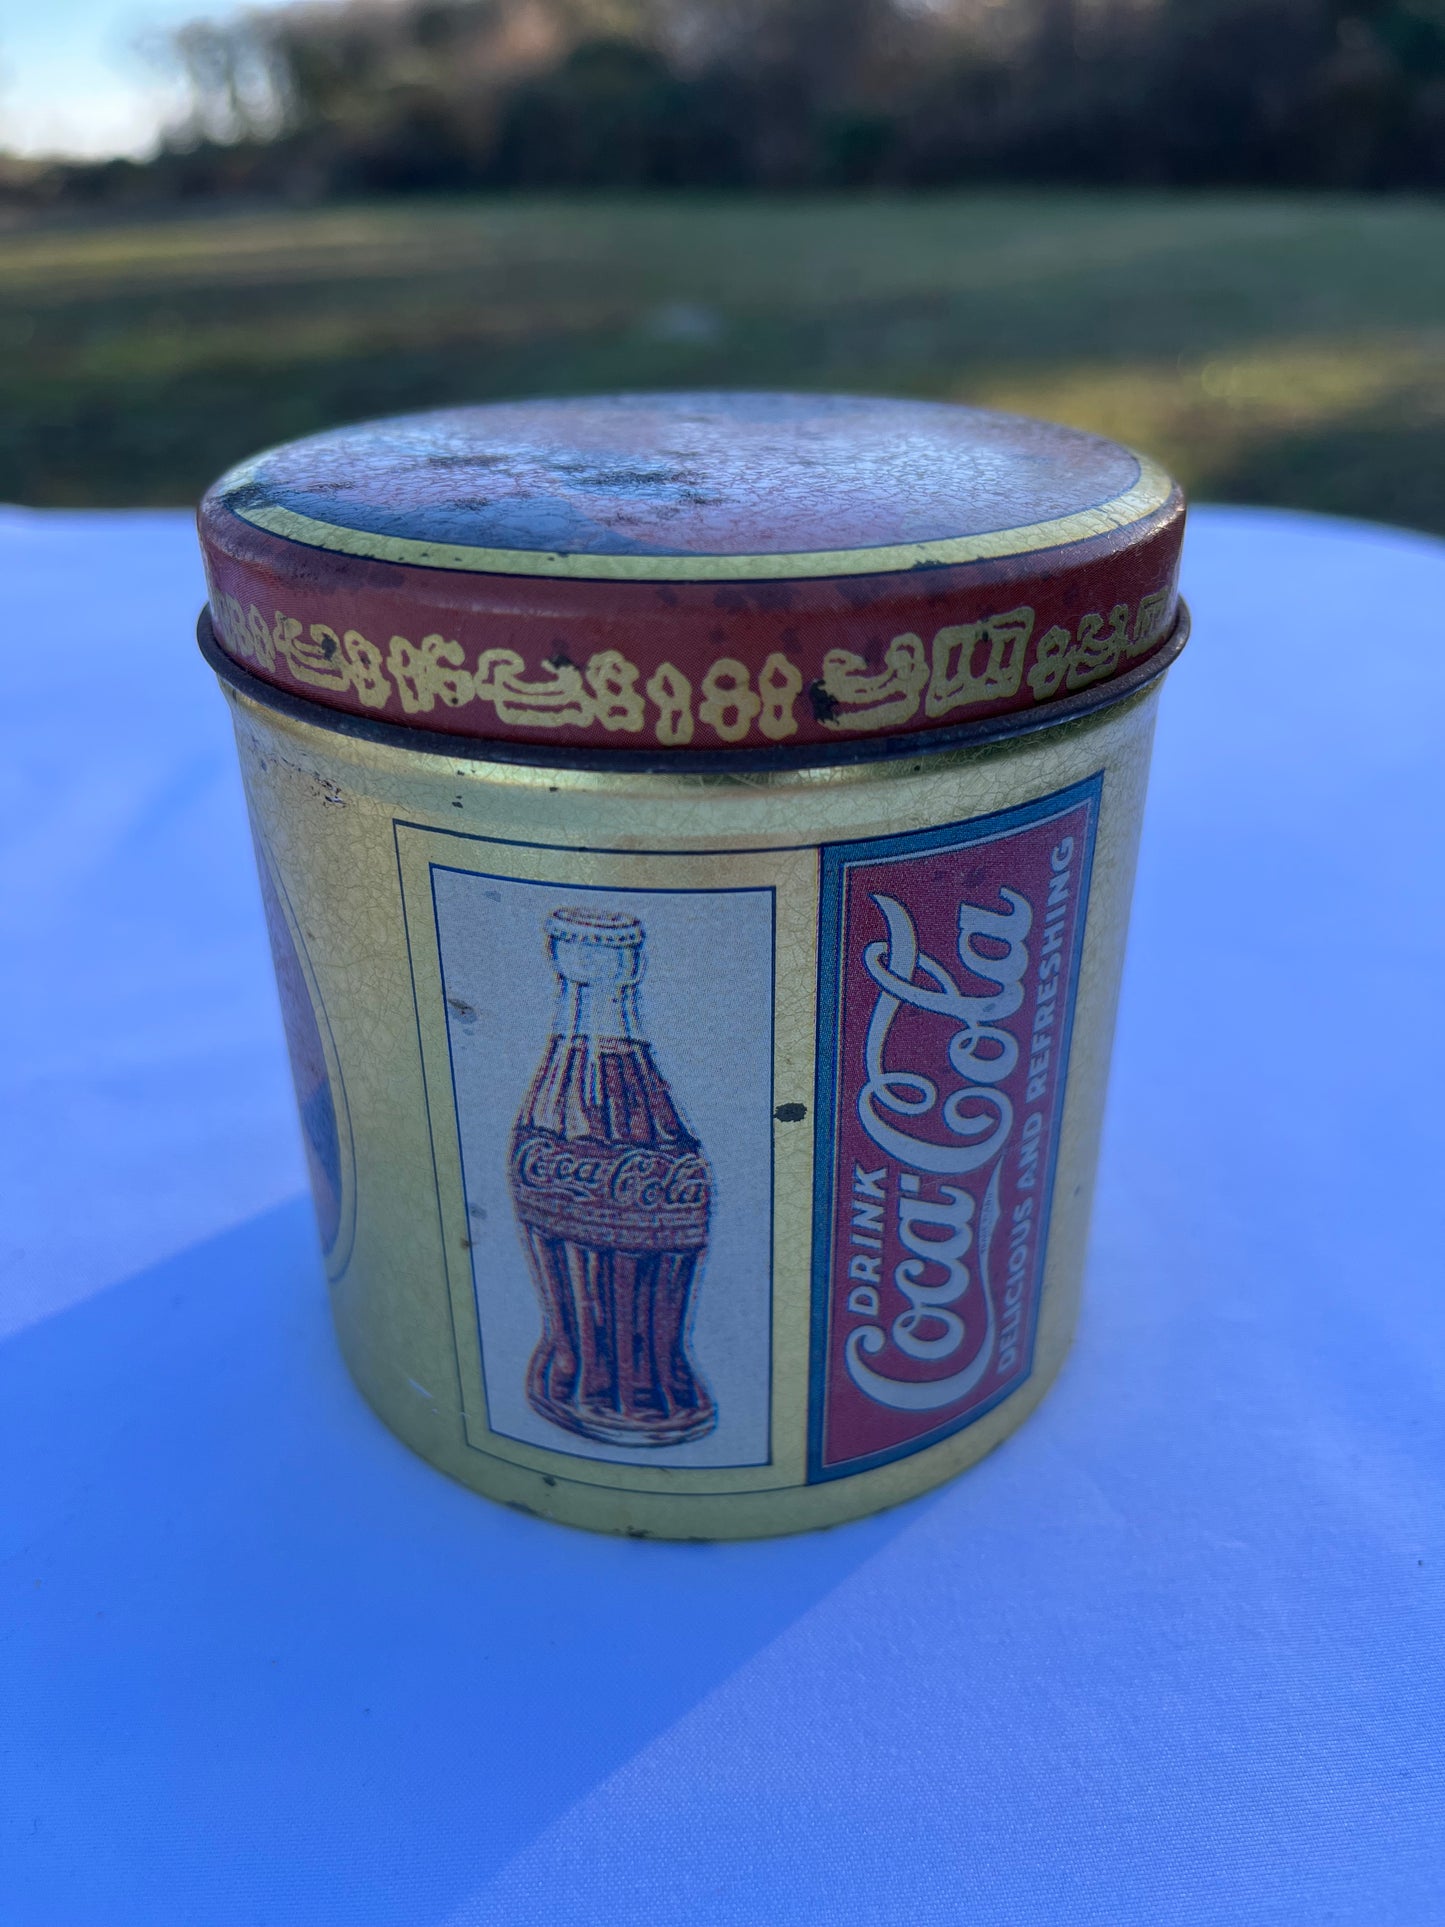 Coca-Cola
DRINK
Coca-Cola
DELICIOUS AND REFRESHING